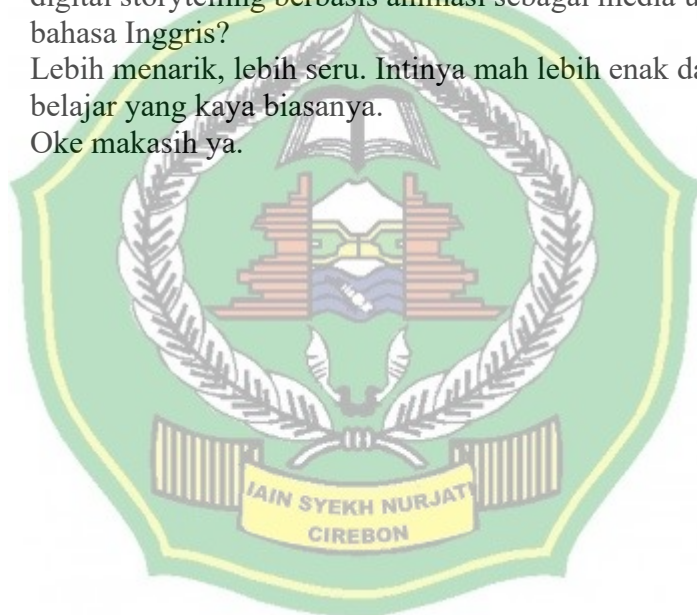 digital storytelling berbasis animasi sebagai media
bahasa Inggris?
Lebih menarik, lebih seru. Intinya mah lebih enak
belajar yang kaya biasanya.
Oke makasih ya.
IAIN SYEKH NURJATI
CIREBON